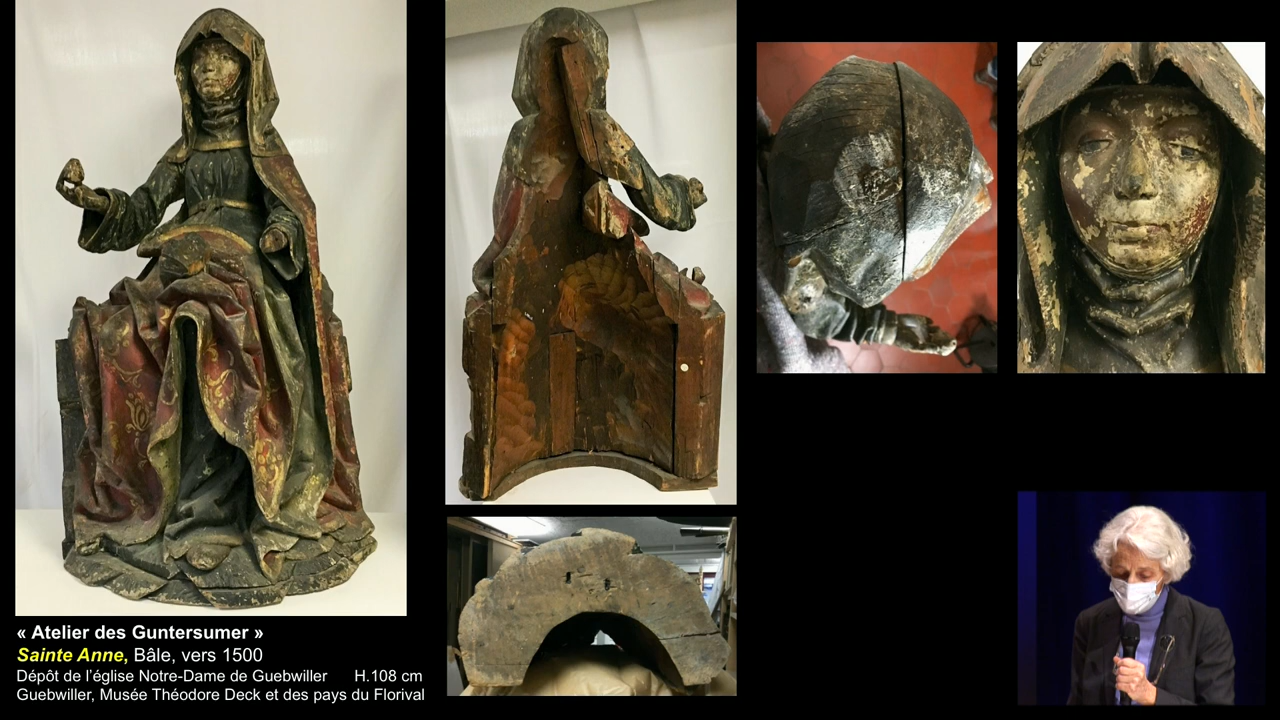 « Atelier des Guntersumer »
Sainte Anne, Bâle, vers 1500
Dépôt de l'église Notre-Dame de Guebwiller H.108 cm
Guebwiller, Musée Théodore Deck et des pays du Florival